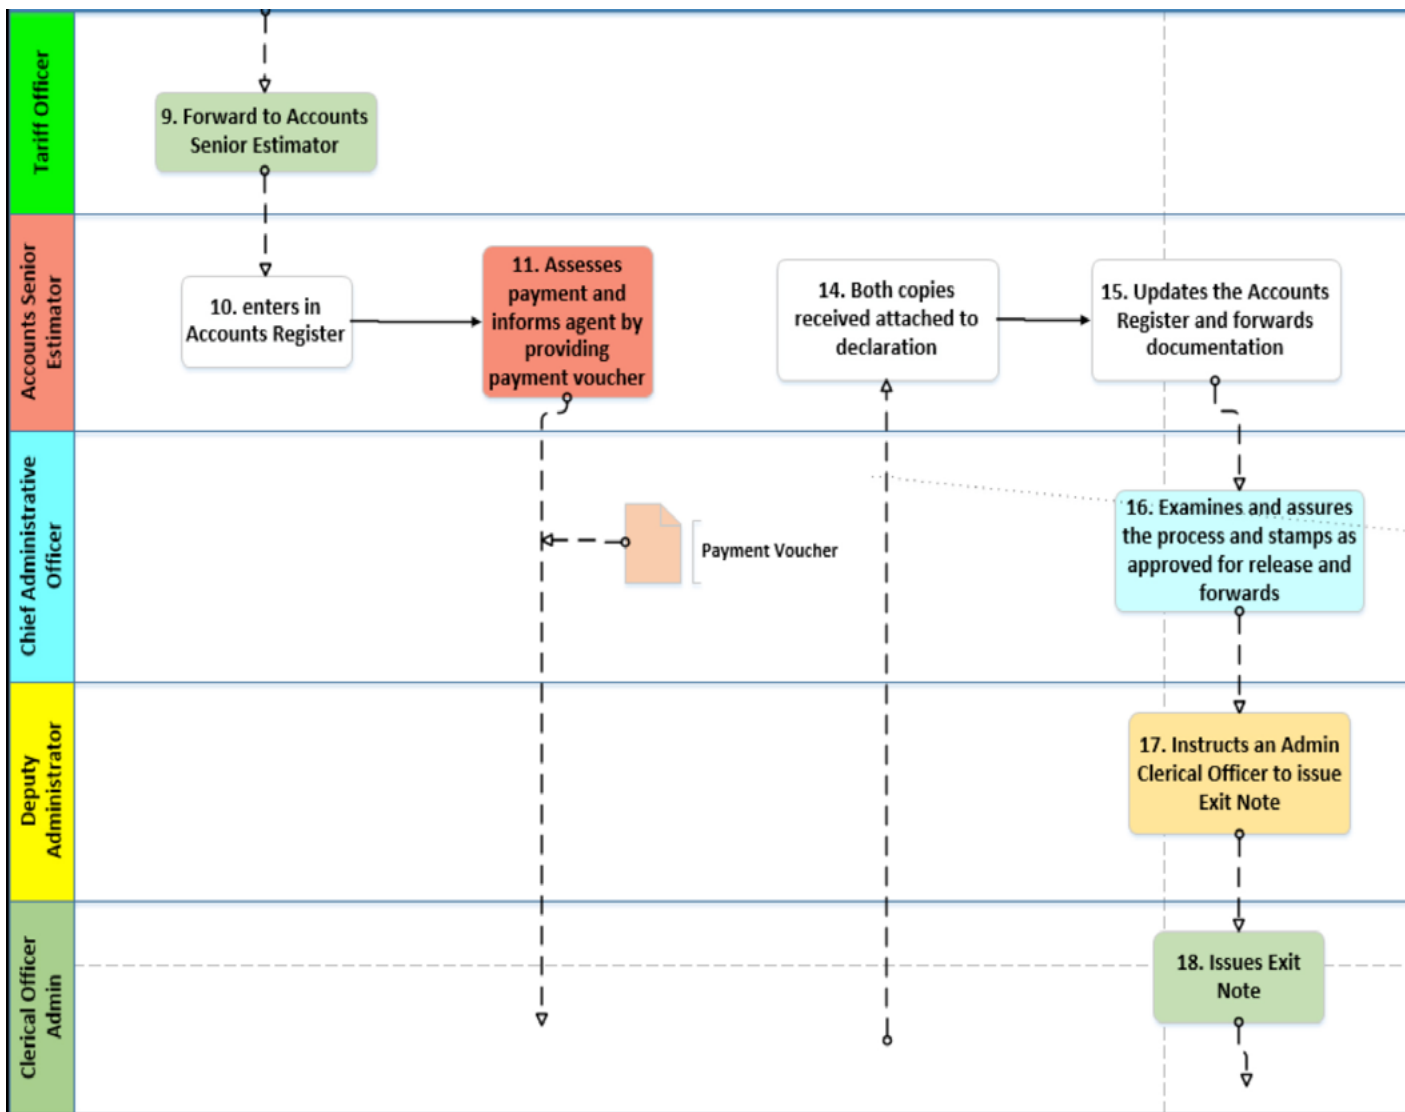 Tariff Officer
9. Forward to Accounts
Senior Estimator
Accounts Senior
Estimator
10. enters in
Accounts Register
11. Assesses
payment and
informs agent by
providing
payment voucher
14. Both copies
received attached to
declaration
15. Updates the Accounts
Register and forwards
documentation
Chief Administrative
Officer
Payment Voucher
16. Examines and assures
the process and stamps as
approved for release and
forwards
Deputy
Administrator
17. Instructs an Admin
Clerical Officer to issue
Exit Note
Clerical Officer
Admin
18. Issues Exit
Note